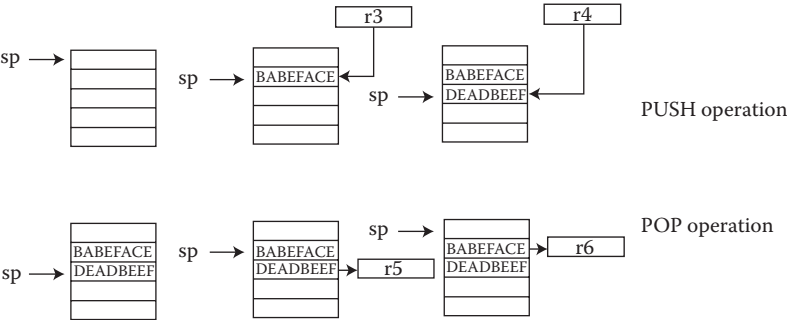 r3
r4
sp
sp
BABEFACE
BABEFACE
sp
DEADBEEF
PUSH operation
sp
POP operation
BABEFACE
sp
BABEFACE
BABEFACE
r6
sp
DEADBEEF
DEADBEEF
r5
DEADBEEF